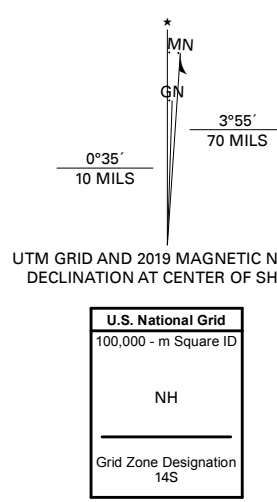 ★
MN
GN
0°35´
10 MILS
3°55´
70 MILS
UTM GRID AND 2019 MAGNETIC N
DECLINATION AT CENTER OF SH
U.S. National Grid
100,000 - m Square ID
NH
Grid Zone Designation
14S